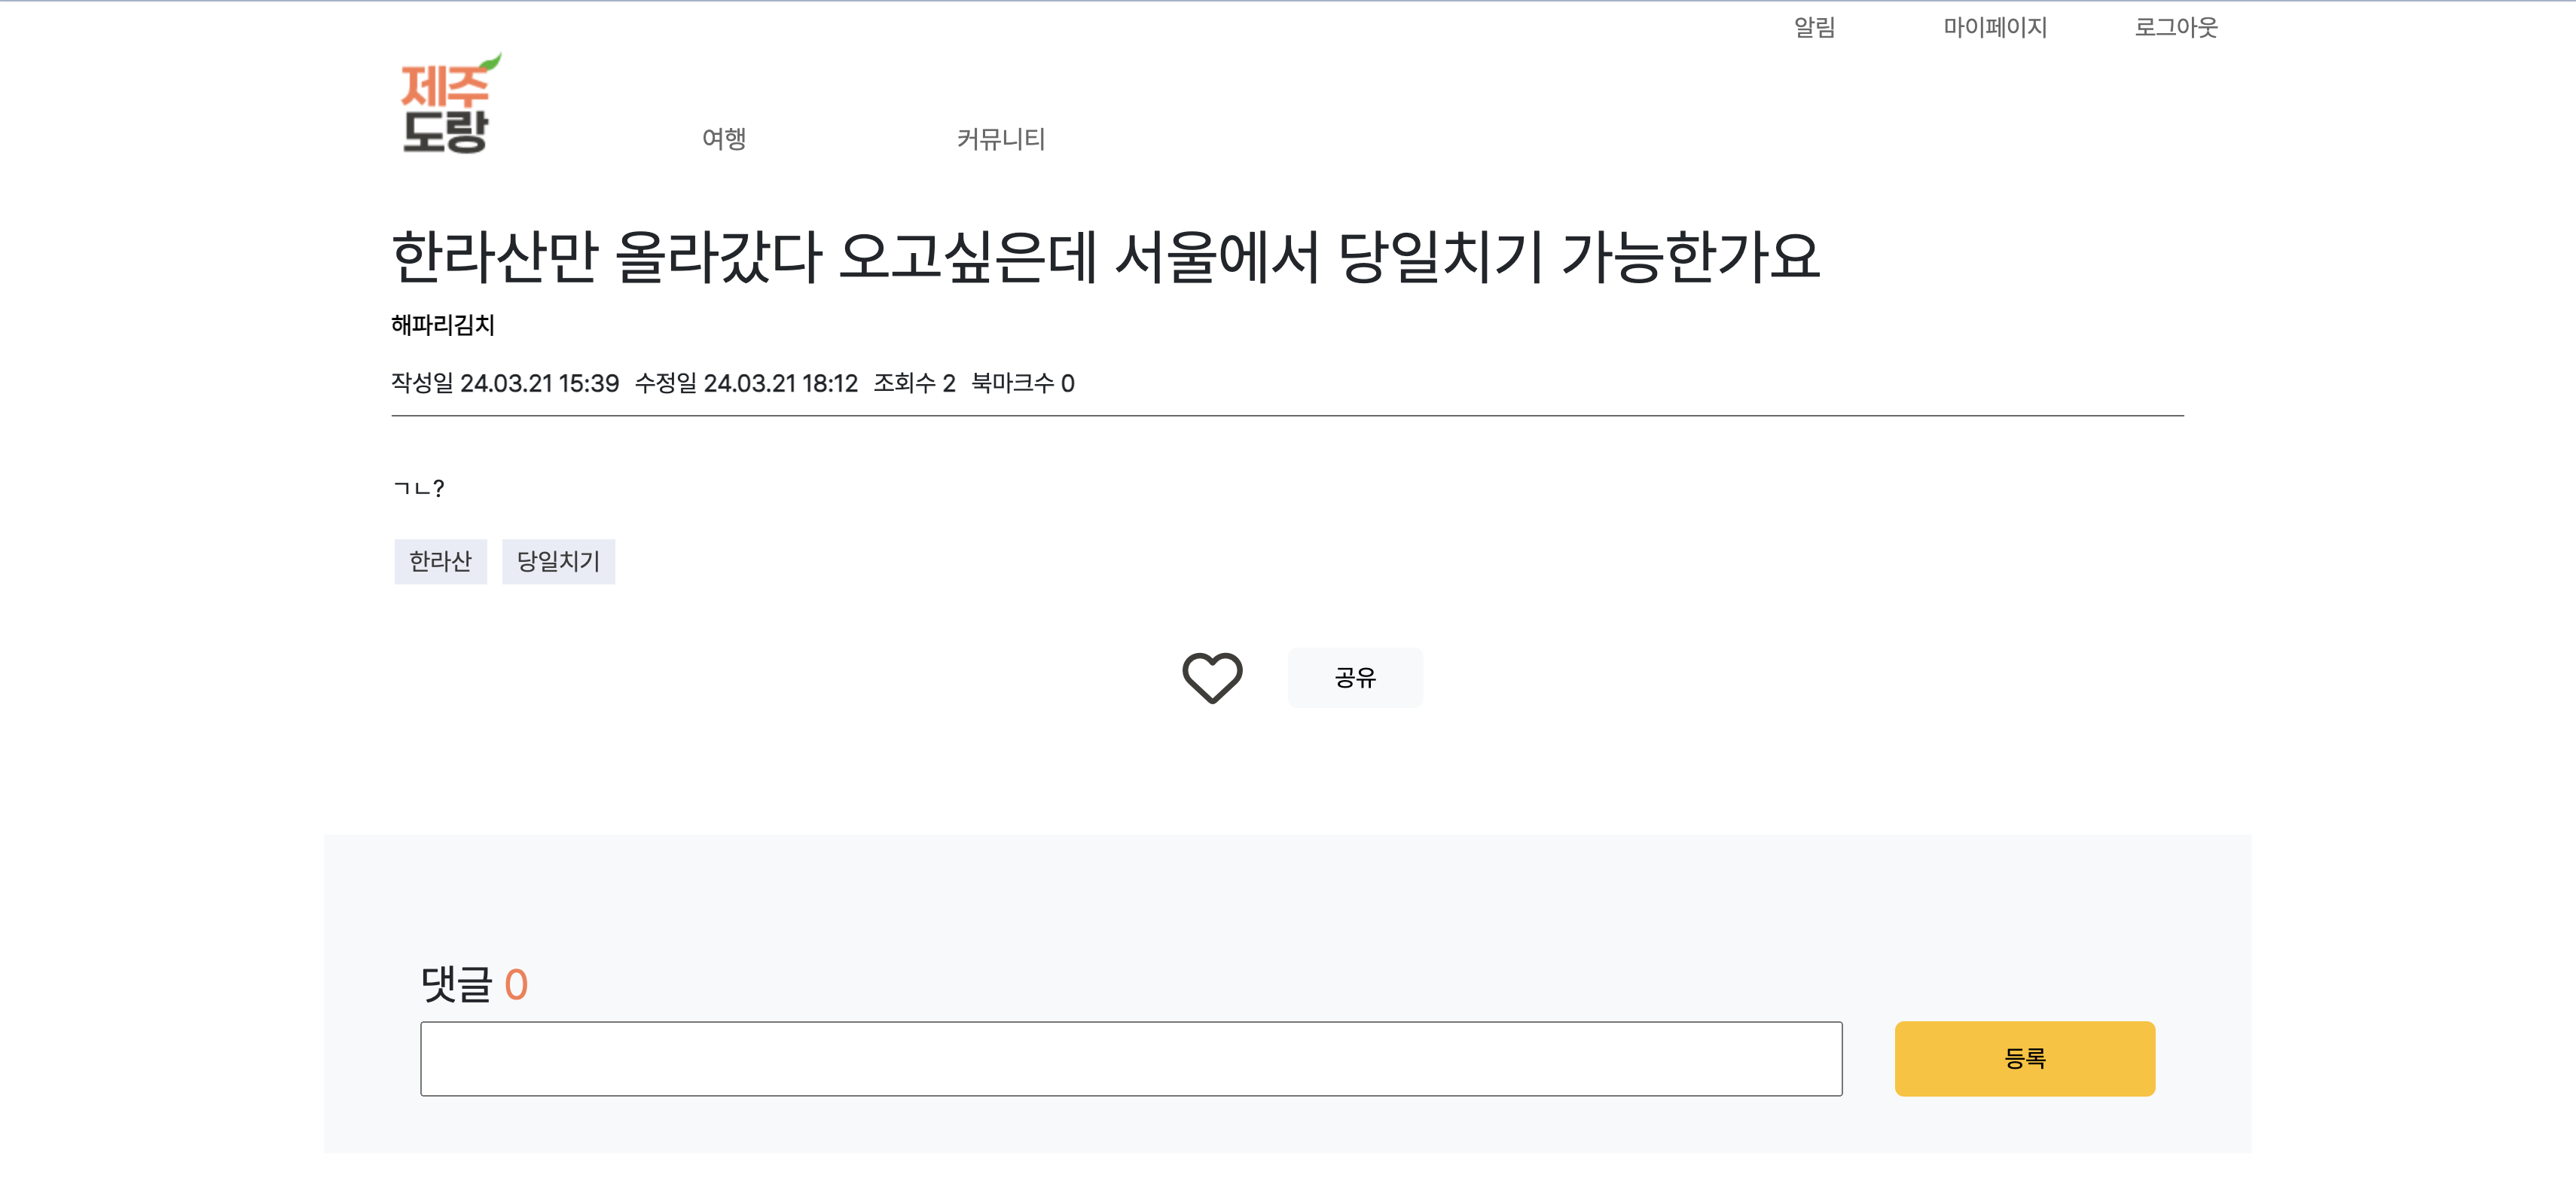 알림 마이페이지 로그아웃
제주
도랑
여행 커뮤니티
한라산만 올라갔다 오고싶은데 서울에서 당일치기 가능한가요
해파리김치
작성일 24.03.21 15:39 수정일 24.03.21 18:12 조회수 2 북마크수 0
ㄱㄴ?
한라산 당일치기
공유
댓글 0
등록